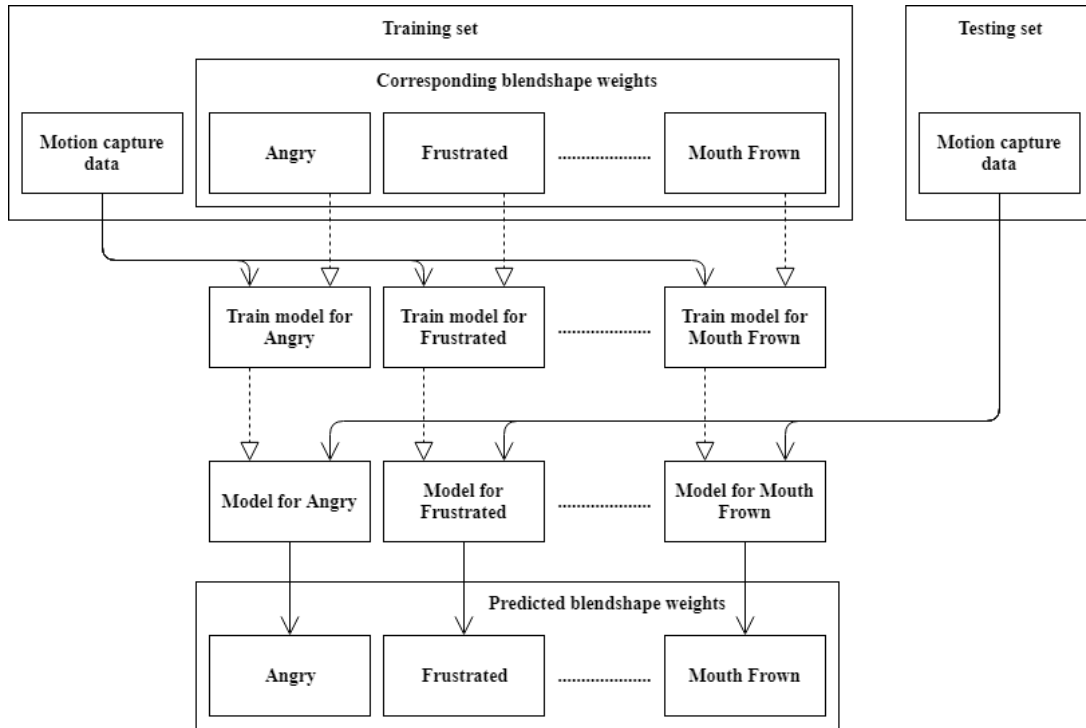 Training set
Testing set
Corresponding blendshape weights
Motion capture
data
Angry
Frustrated
........................
Mouth Frown
Motion capture
data
Train model for
Angry
Train model for
Frustrated
........................
Train model for
Mouth Frown
Model for Angry
Model for
Frustrated
........................
Model for Mouth
Frown
Predicted blendshape weights
Angry
Frustrated
........................
Mouth Frown